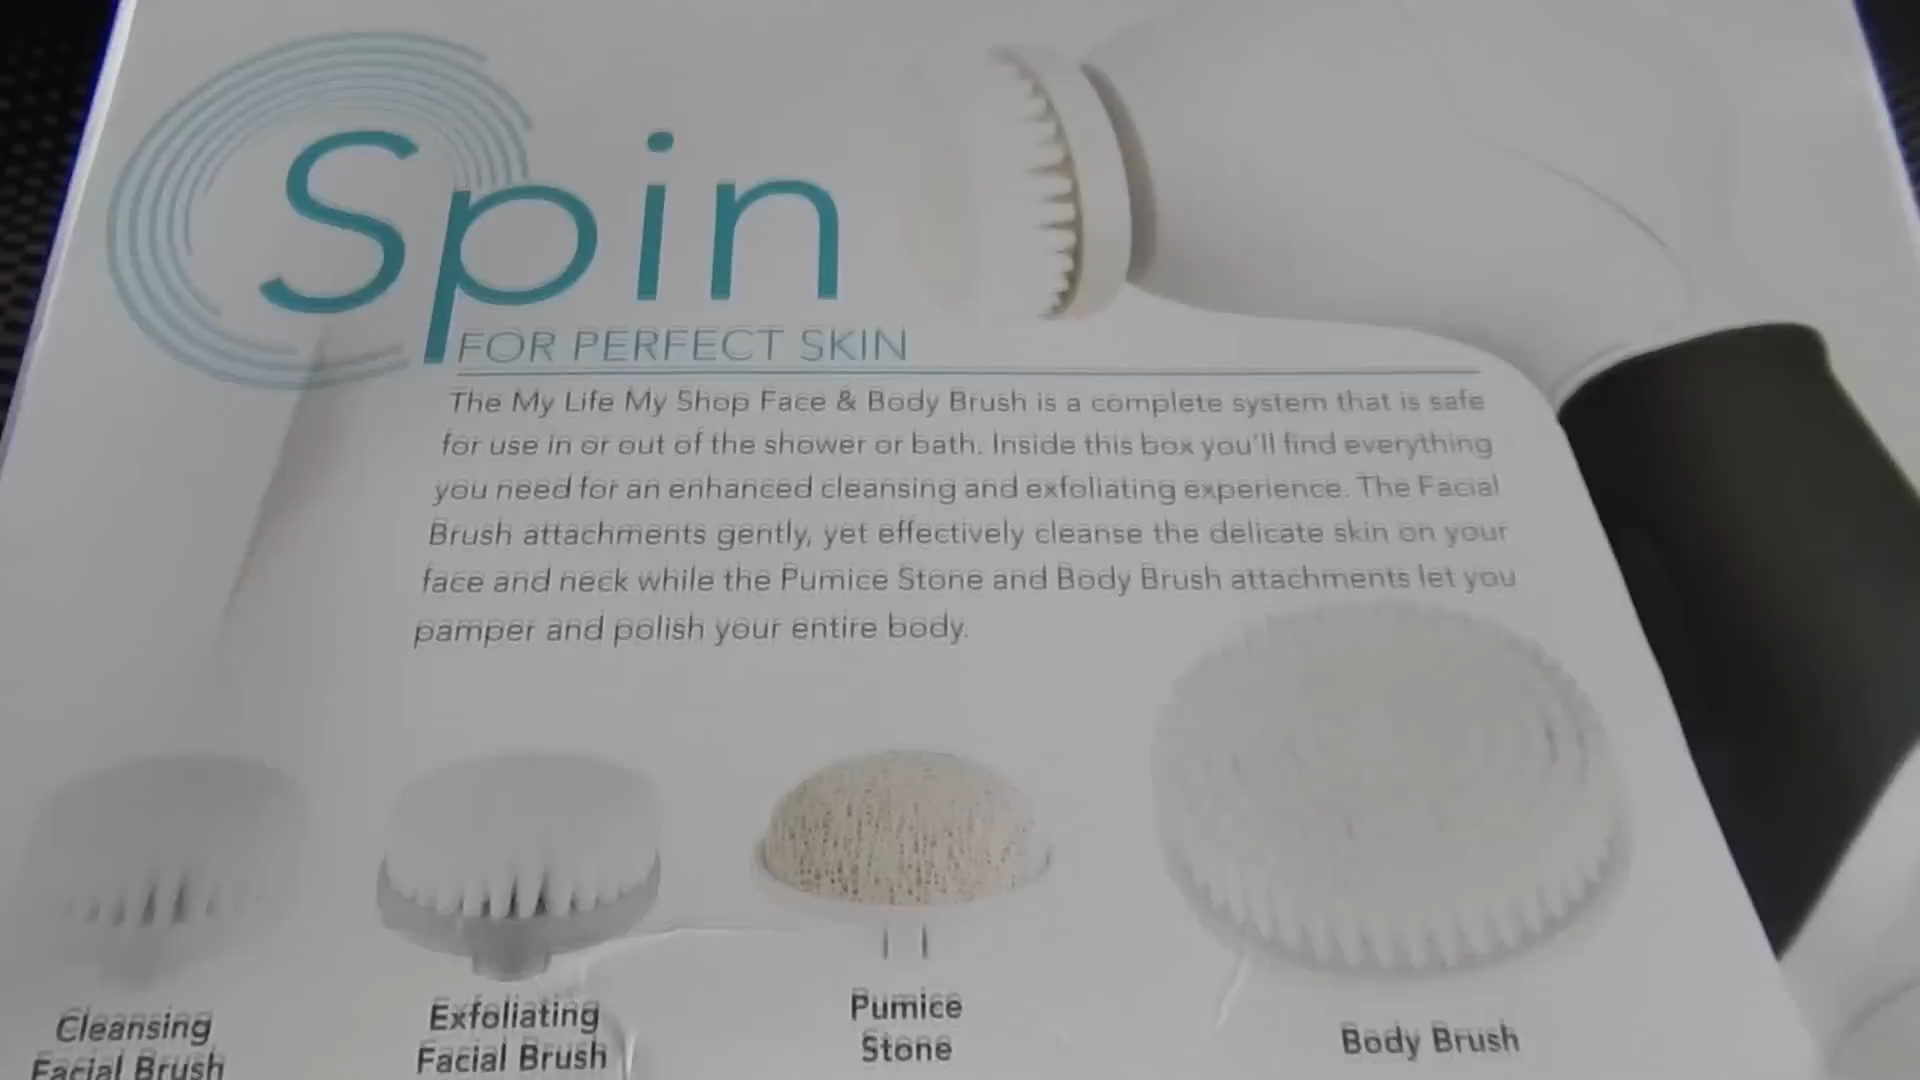 Spin
FOR PERFECT SKIN
The My Life My Shop Face & Body Brush is a complete system that is safe
for use in or out of the shower or bath. Inside this box you'll find everything
you need for an enhanced cleansing and exfoliating experience. The Facial
Brush attachments gently, yet effectively cleanse the delicate skin on your
face and neck while the Pumice Stone and Body Brush attachments let you
pamper and polish your entire body.
Cleansing
Facial Brush
Exfoliating
Facial Brush
Pumice
Stone
Body Brush